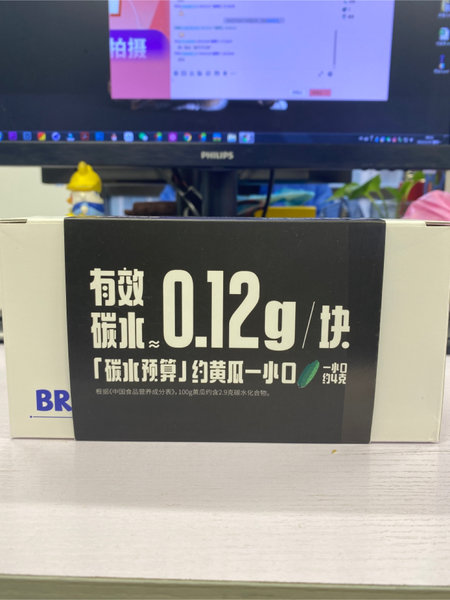 拍摄
PHILIPS
有效
碳水≈0.12g/块
「碳水预算」约黄瓜一小口
一小口
约4克
根据《中国食品营养成分表》，100g黄瓜约含2.9g碳水化合物。
BR